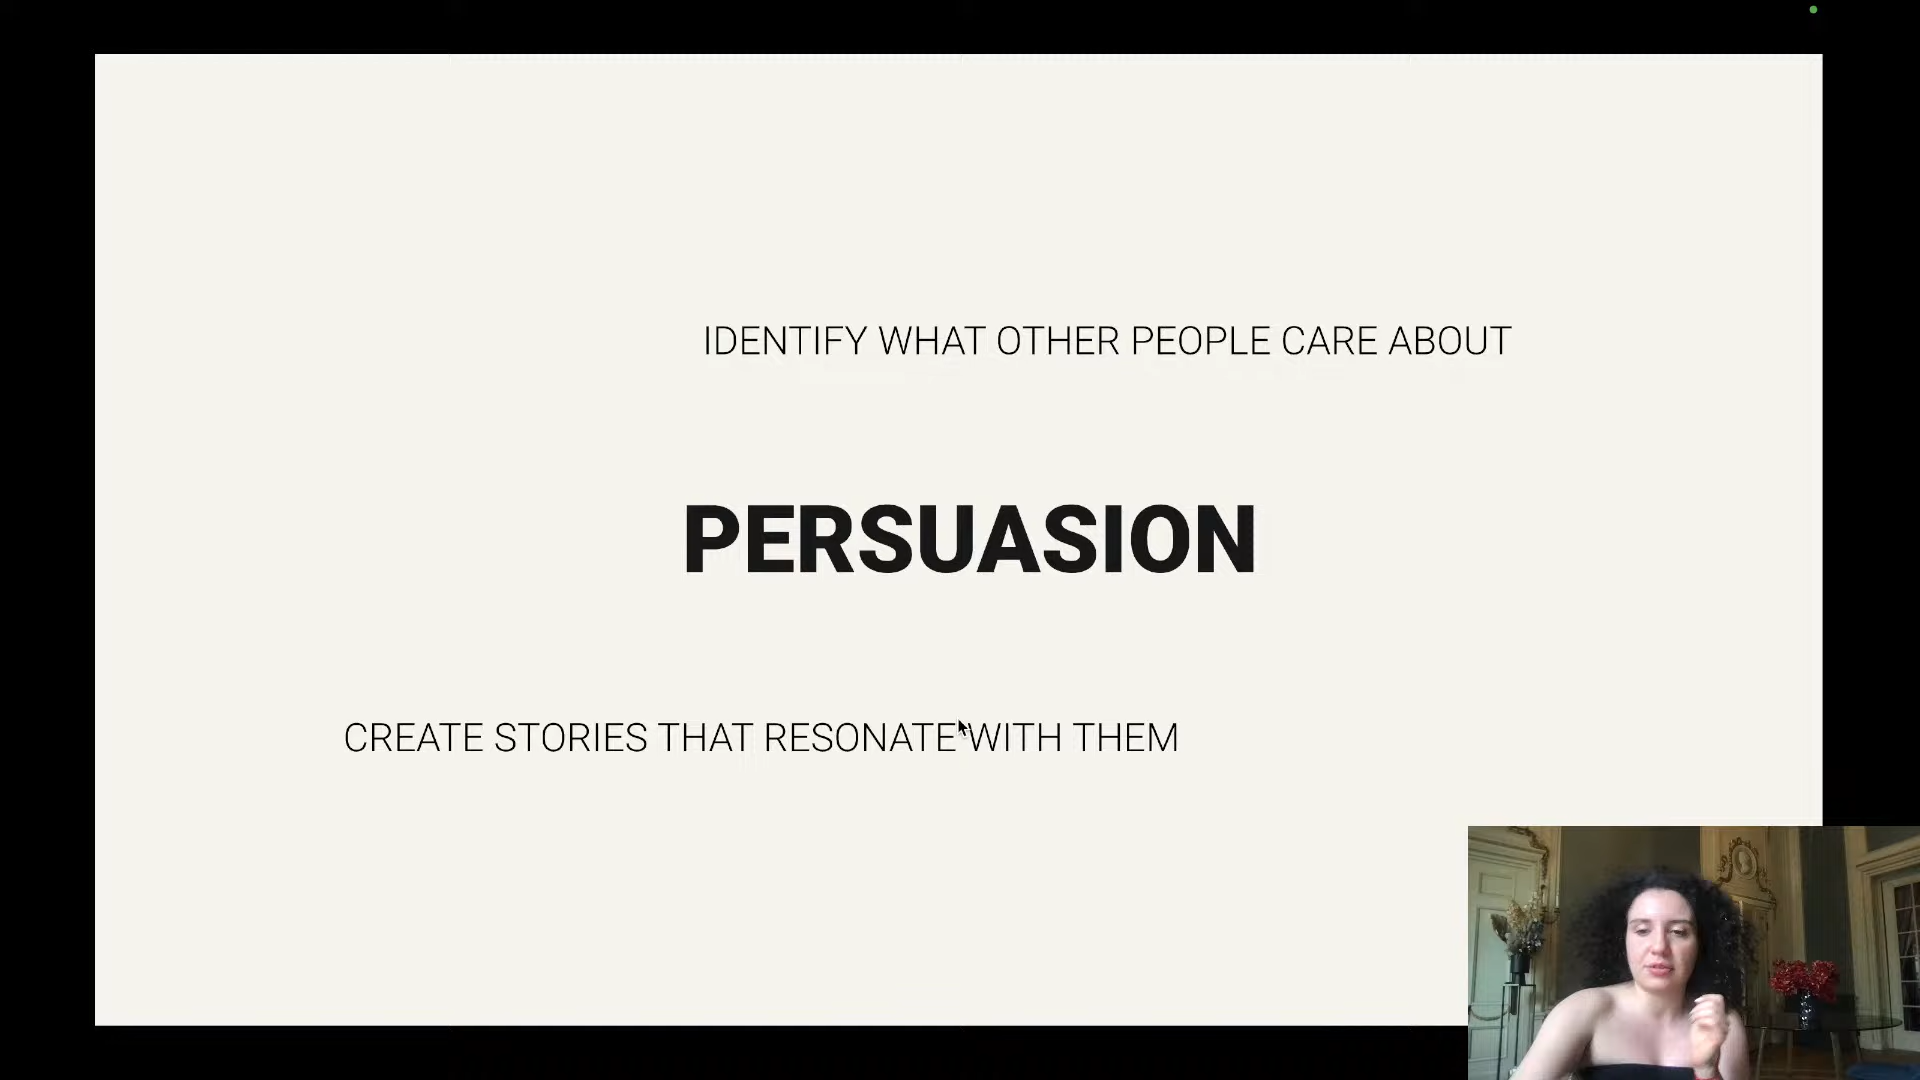 IDENTIFY WHAT OTHER PEOPLE CARE ABOUT
PERSUASION
CREATE STORIES THAT RESONATE WITH THEM